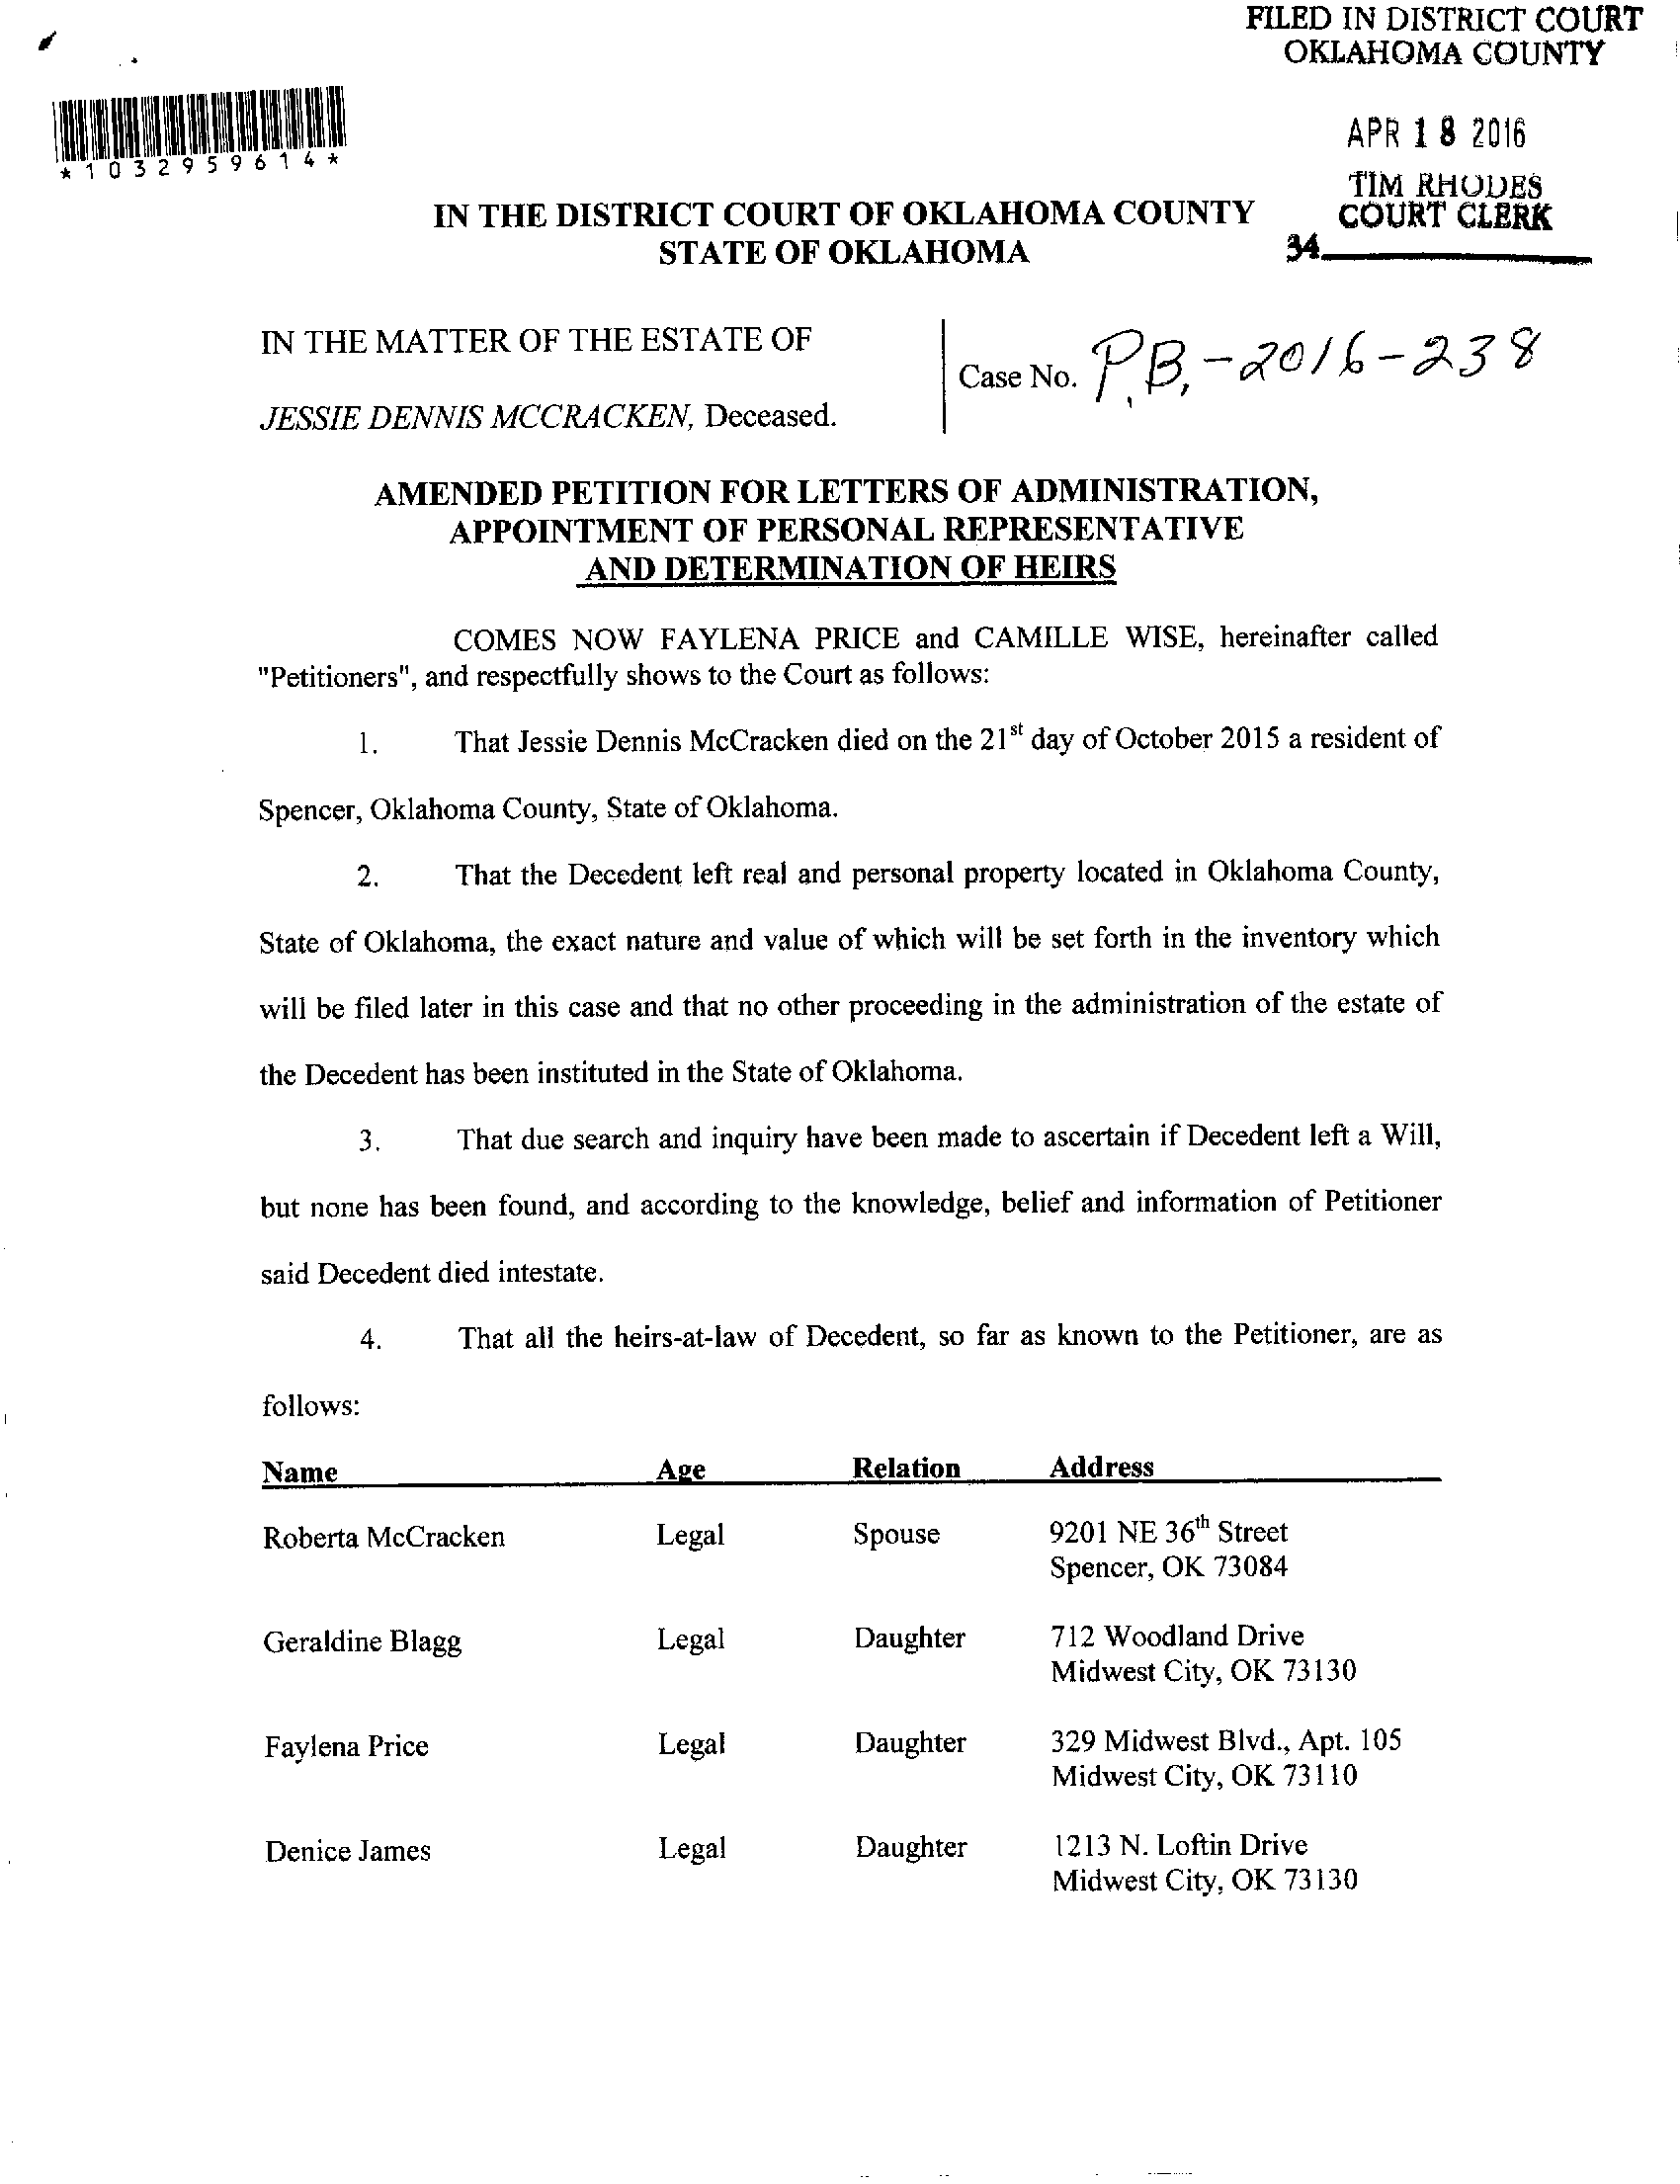 FILED IN DISTRICT COURT
OKLAHOMA COUNTY
APR 18 2016
TIM RHODES
COURT CLERK
34
*1032959614*
IN THE DISTRICT COURT OF OKLAHOMA COUNTY
STATE OF OKLAHOMA
IN THE MATTER OF THE ESTATE OF
JESSIE DENNIS MCCRACKEN, Deceased.
Case No. P.B.-2016-238
AMENDED PETITION FOR LETTERS OF ADMINISTRATION,
APPOINTMENT OF PERSONAL REPRESENTATIVE
AND DETERMINATION OF HEIRS
COMES NOW FAYLENA PRICE and CAMILLE WISE, hereinafter called
"Petitioners", and respectfully shows to the Court as follows:
1. That Jessie Dennis McCracken died on the 21st day of October 2015 a resident of
Spencer, Oklahoma County, State of Oklahoma.
2. That the Decedent left real and personal property located in Oklahoma County,
State of Oklahoma, the exact nature and value of which will be set forth in the inventory which
will be filed later in this case and that no other proceeding in the administration of the estate of
the Decedent has been instituted in the State of Oklahoma.
3. That due search and inquiry have been made to ascertain if Decedent left a Will,
but none has been found, and according to the knowledge, belief and information of Petitioner
said Decedent died intestate.
4. That all the heirs-at-law of Decedent, so far as known to the Petitioner, are as
follows:
Name Age Relation Address
Roberta McCracken Legal Spouse 9201 NE 36th Street
Spencer, OK 73084
Geraldine Blagg Legal Daughter 712 Woodland Drive
Midwest City, OK 73130
Faylena Price Legal Daughter 329 Midwest Blvd., Apt. 105
Midwest City, OK 73110
Denice James Legal Daughter 1213 N. Loftin Drive
Midwest City, OK 73130